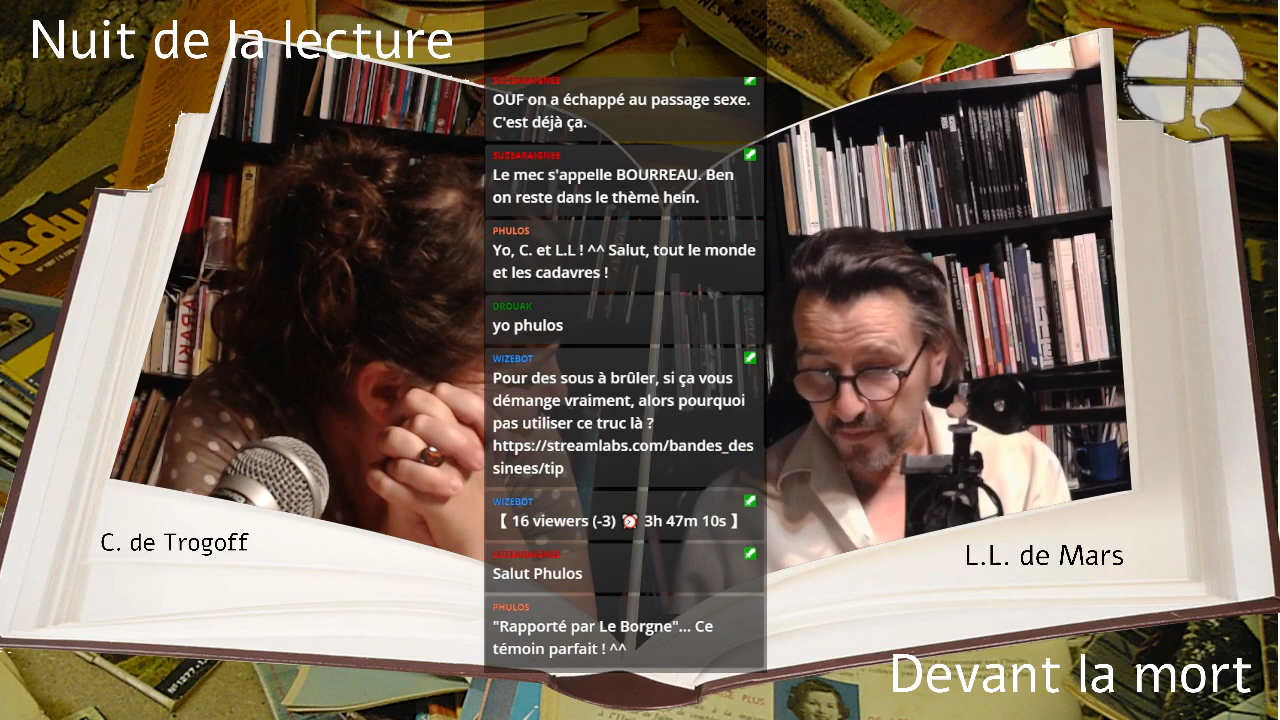 Nuit de la lecture
SUZEARAIGNEE
OUF on a échappé au passage sexe.
C'est déjà ça.
SUZEARAIGNEE
Le mec s'appelle BOURREAU. Ben
on reste dans le thème hein.
PHULOS
Yo, C. et L.L ! ^^ Salut, tout le monde
et les cadavres !
DROUAK
yo phulos
WIZEBOT
Pour des sous à brûler, si ça vous
démange vraiment, alors pourquoi
pas utiliser ce truc là ?
https://streamlabs.com/bandes_des
sinees/tip
WIZEBOT
【 16 viewers (-3) ⏰ 3h 47m 10s 】
SUZEARAIGNEE
Salut Phulos
PHULOS
"Rapporté par Le Borgne"... Ce
témoin parfait ! ^^
C. de Trogoff
L.L. de Mars
Devant la mort